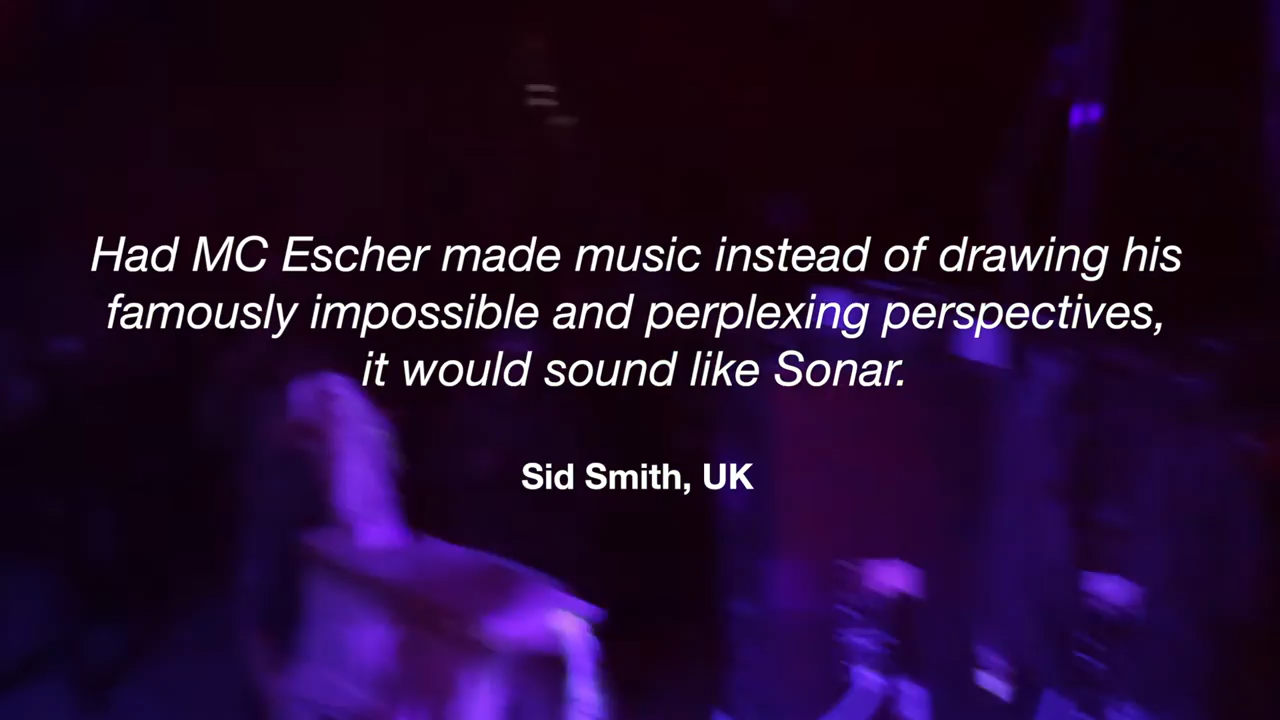 Had MC Escher made music instead of drawing his
famously impossible and perplexing perspectives,
it would sound like Sonar.
Sid Smith, UK